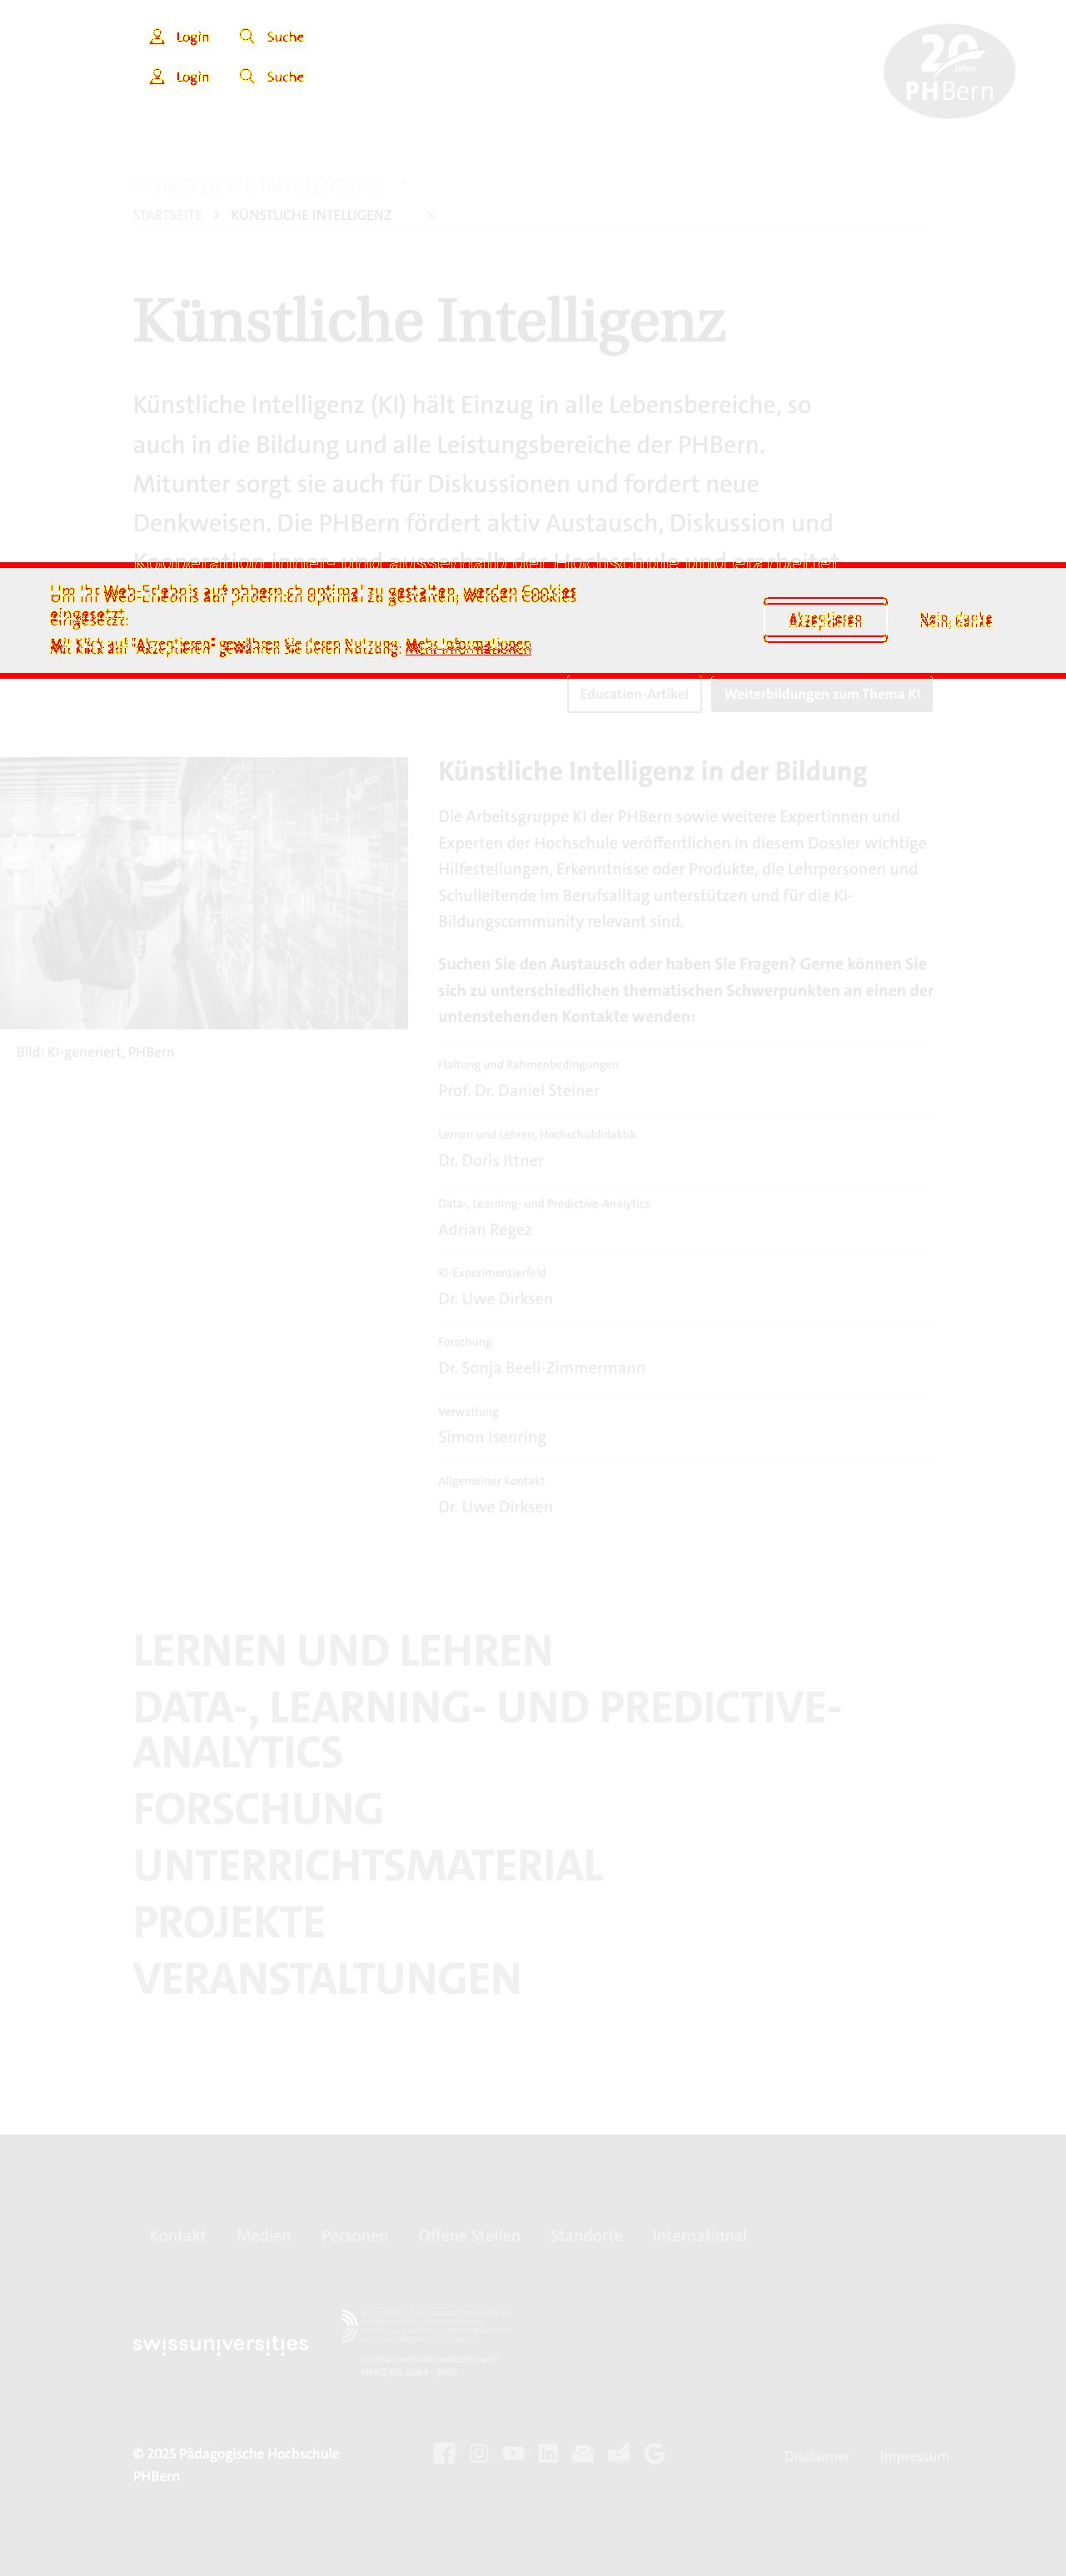 Login Suche
Login Suche
20
Jahre
PHBern
KÜNSTLICHE INTELLIGENZ
STARTSEITE KÜNSTLICHE INTELLIGENZ
Künstliche Intelligenz
Künstliche Intelligenz (KI) hält Einzug in alle Lebensbereiche, so
auch in die Bildung und alle Leistungsbereiche der PHBern.
Mitunter sorgt sie auch für Diskussionen und fordert neue
Denkweisen. Die PHBern fördert aktiv Austausch, Diskussion und
Kooperation inner- und ausserhalb der Hochschule und erarbeitet
Um Ihr Web-Erlebnis auf phbern.ch optimal zu gestalten, werden Cookies
eingesetzt.
Mit Klick auf "Akzeptieren" gewähren Sie deren Nutzung. Mehr Informationen
Akzeptieren
Nein, danke
Education-Artikel
Weiterbildungen zum Thema KI
Künstliche Intelligenz in der Bildung
Die Arbeitsgruppe KI der PHBern sowie weitere Expertinnen und
Experten der Hochschule veröffentlichen in diesem Dossier wichtige
Hilfestellungen, Erkenntnisse oder Produkte, die Lehrpersonen und
Schulleitende im Berufsalltag unterstützen und für die KI-
Bildungscommunity relevant sind.
Suchen Sie den Austausch oder haben Sie Fragen? Gerne können Sie
sich zu unterschiedlichen thematischen Schwerpunkten an einen der
untenstehenden Kontakte wenden:
Bild: KI-generiert, PHBern
Haltung und Rahmenbedingungen
Prof. Dr. Daniel Steiner
Lernen und Lehren, Hochschuldidaktik
Dr. Doris Ittner
Data-, Learning- und Predictive-Analytics
Adrian Regez
KI-Experimentierfeld
Dr. Uwe Dirksen
Forschung
Dr. Sonja Beeli-Zimmermann
Verwaltung
Simon Isenring
Allgemeiner Kontakt
Dr. Uwe Dirksen
LERNEN UND LEHREN
DATA-, LEARNING- UND PREDICTIVE-
ANALYTICS
FORSCHUNG
UNTERRICHTSMATERIAL
PROJEKTE
VERANSTALTUNGEN
Kontakt Medien Personen Offene Stellen Standorte International
swissuniversities
Institutionell akkreditiert nach
HFKG für 2024 - 2031
© 2025 Pädagogische Hochschule
PHBern
Disclaimer Impressum